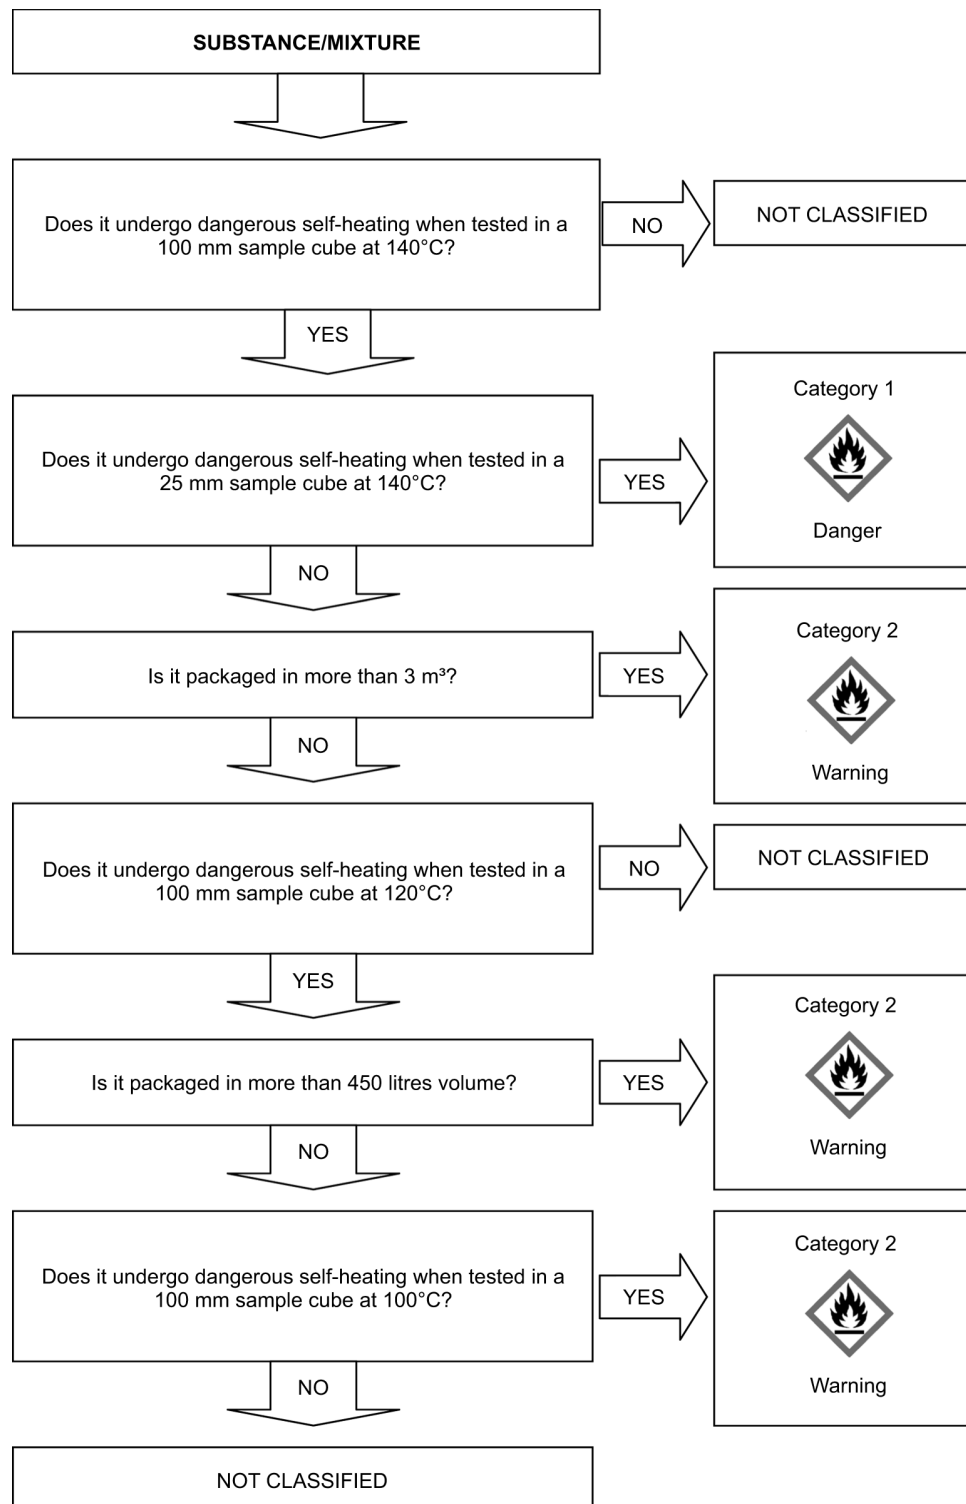 SUBSTANCE/MIXTURE
Does it undergo dangerous self-heating when tested in a
100 mm sample cube at 140°C?
NO
NOT CLASSIFIED
YES
Does it undergo dangerous self-heating when tested in a
25 mm sample cube at 140°C?
YES
Category 1
Danger
NO
Is it packaged in more than 3 m³?
YES
Category 2
Warning
NO
Does it undergo dangerous self-heating when tested in a
100 mm sample cube at 120°C?
NO
NOT CLASSIFIED
YES
Is it packaged in more than 450 litres volume?
YES
Category 2
Warning
NO
Does it undergo dangerous self-heating when tested in a
100 mm sample cube at 100°C?
YES
Category 2
Warning
NO
NOT CLASSIFIED